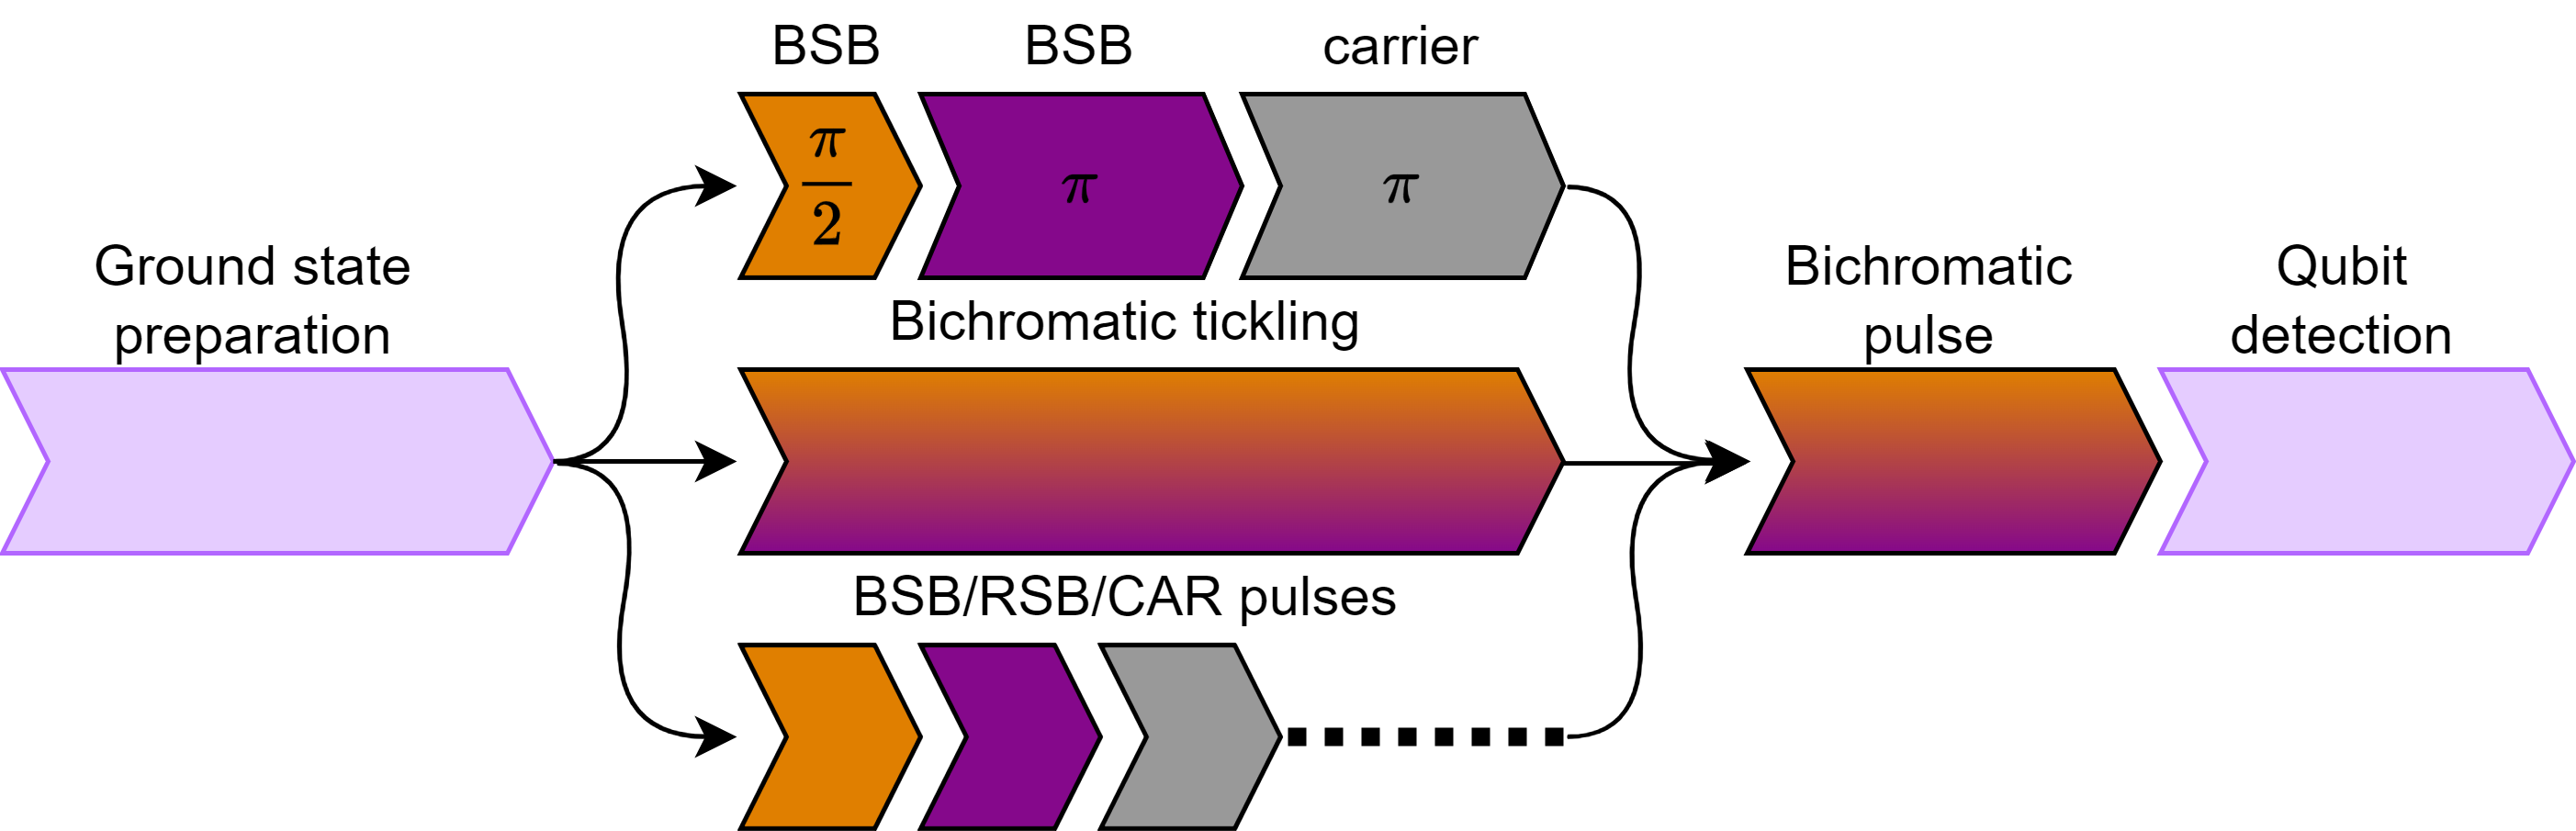 BSB BSB carrier
π/2 π π
Ground state
preparation
Bichromatic tickling
Bichromatic
pulse
Qubit
detection
BSB/RSB/CAR pulses